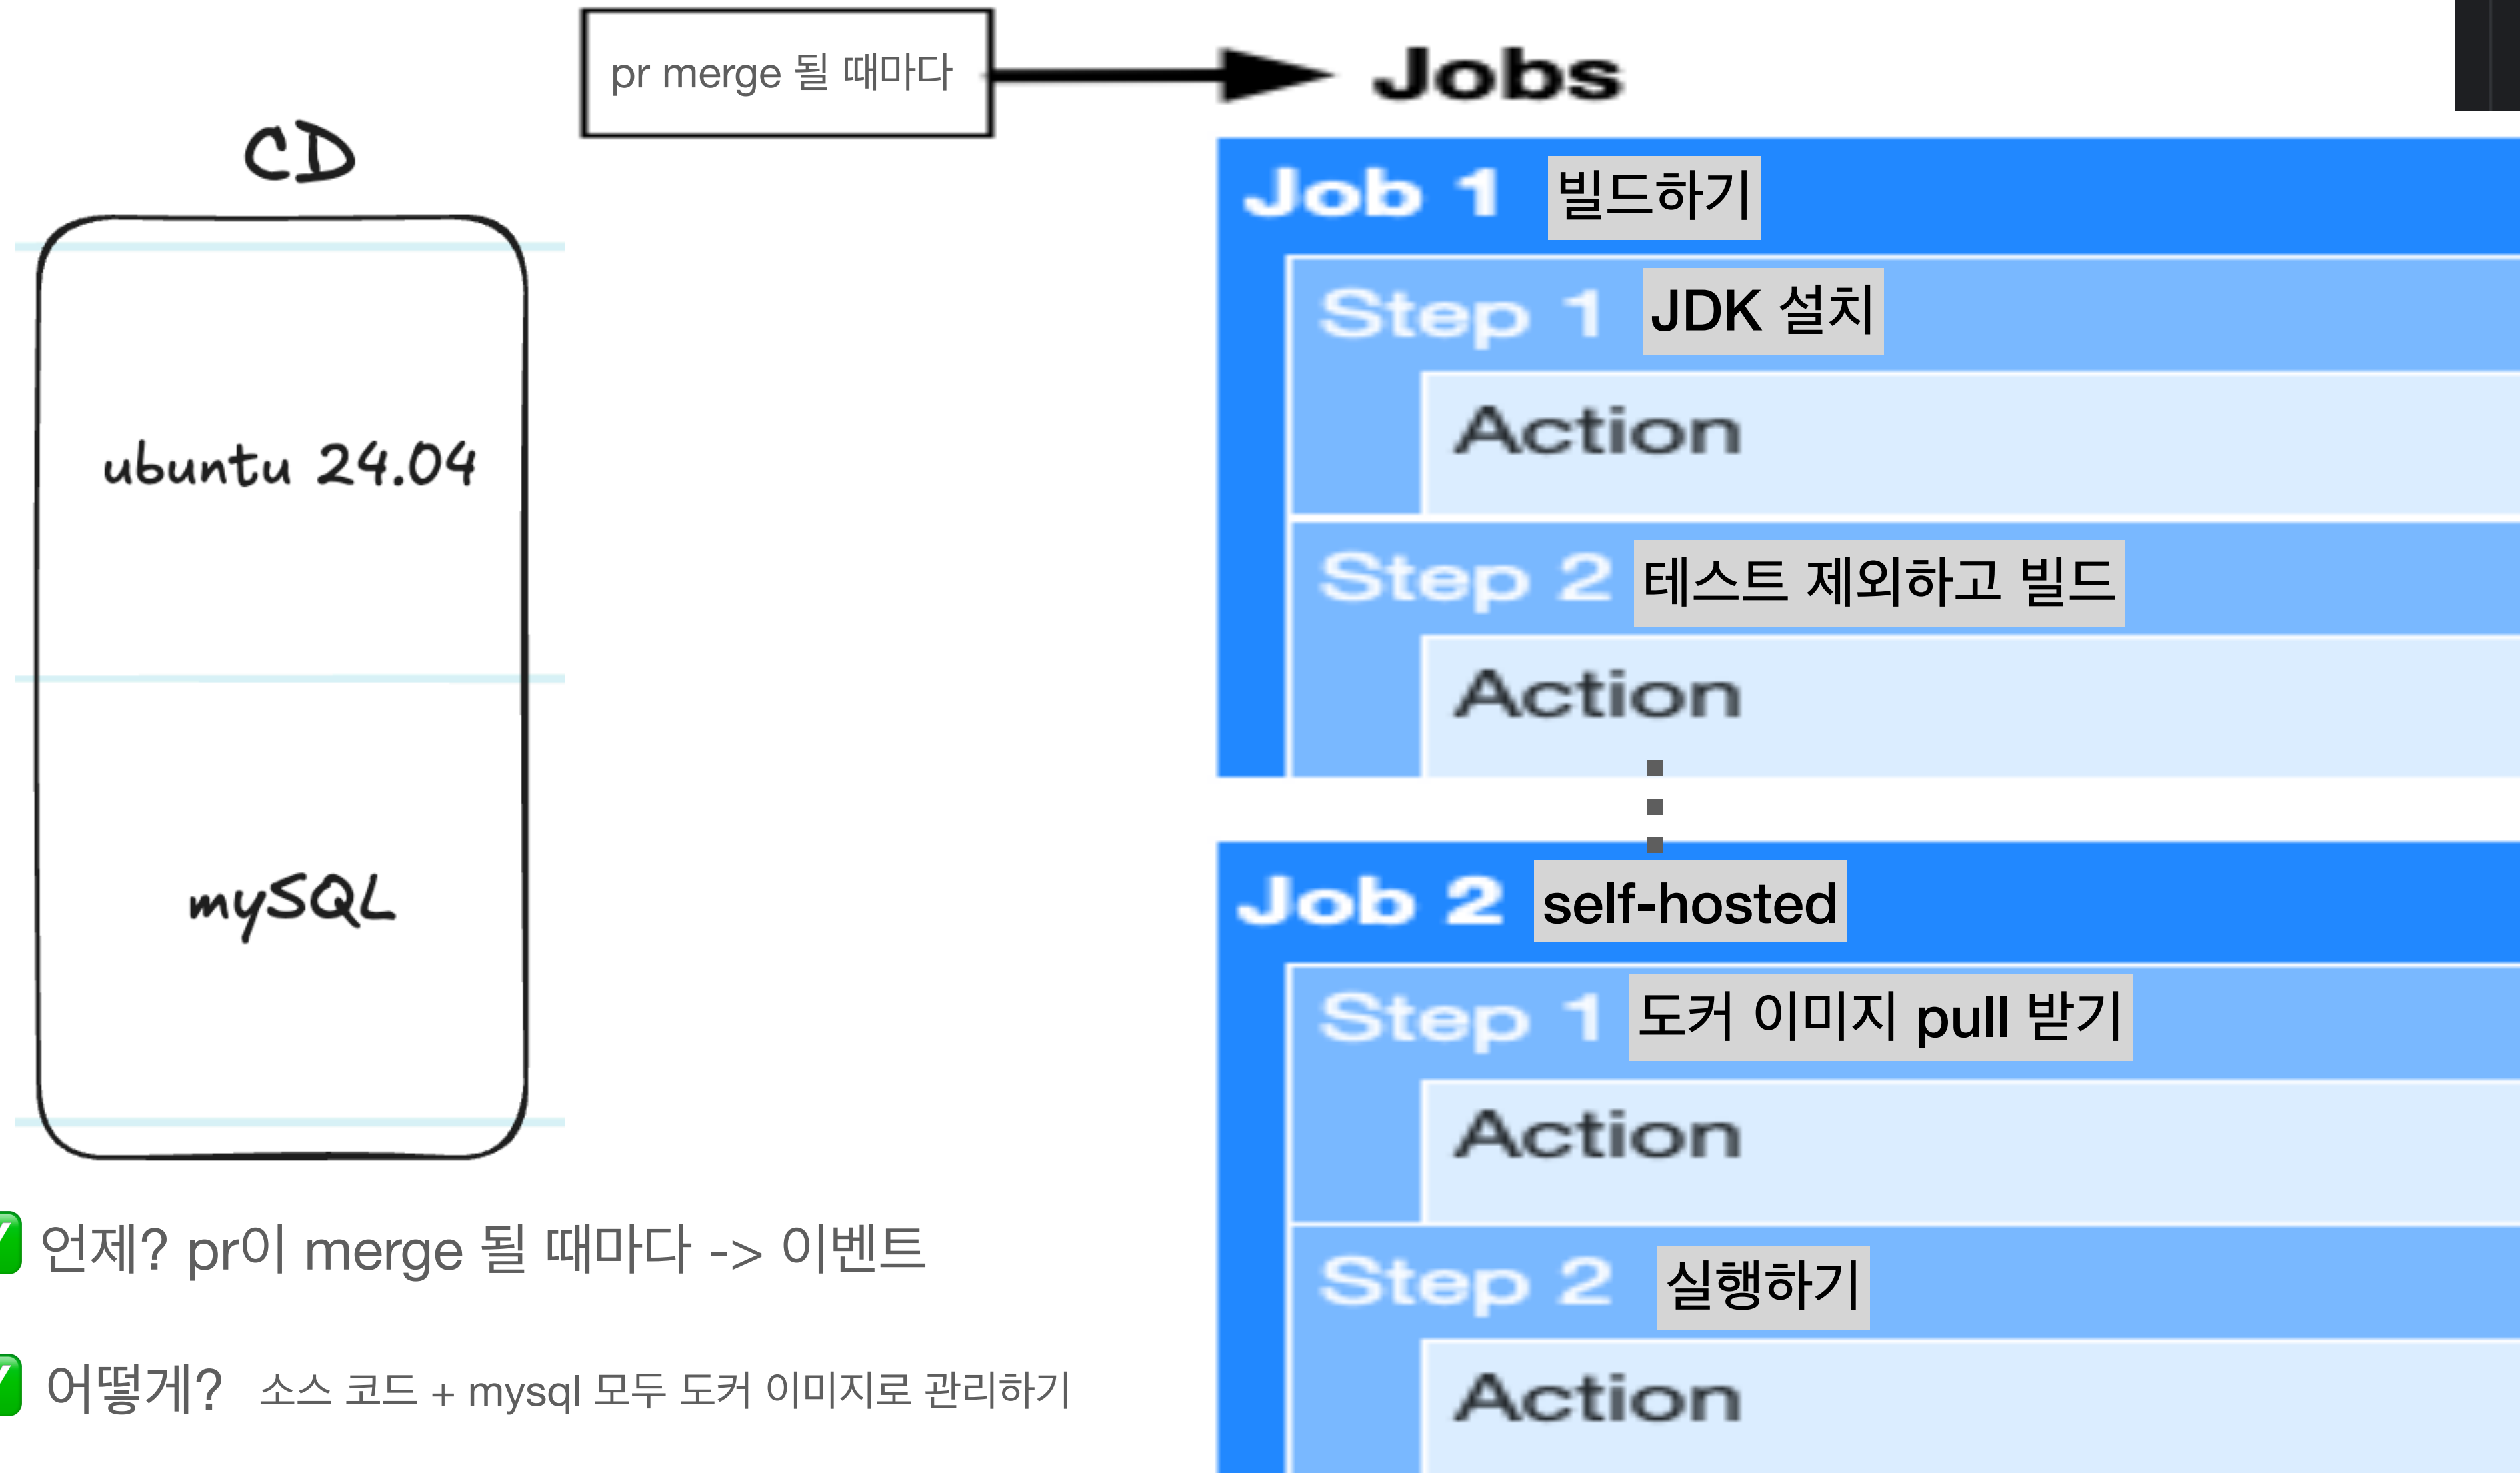 pr merge 될 때마다
Jobs
CD
ubuntu 24.04
mySQL
Job 1 빌드하기
Step 1 JDK 설치
Action
Step 2 테스트 제외하고 빌드
Action
Job 2 self-hosted
Step 1 도커 이미지 pull 받기
Action
Step 2 실행하기
Action
언제? pr이 merge 될 때마다 -> 이벤트
어떻게? 소스 코드 + mysql 모두 도커 이미지로 관리하기